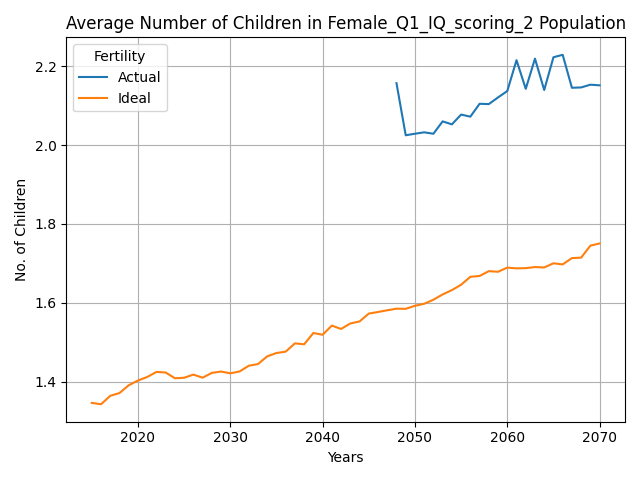 Average Number of Children in Female_Q1_IQ_scoring_2 Population
Fertility
Actual
Ideal
No. of Children
2.2
2.0
1.8
1.6
1.4
2020 2030 2040 2050 2060 2070
Years